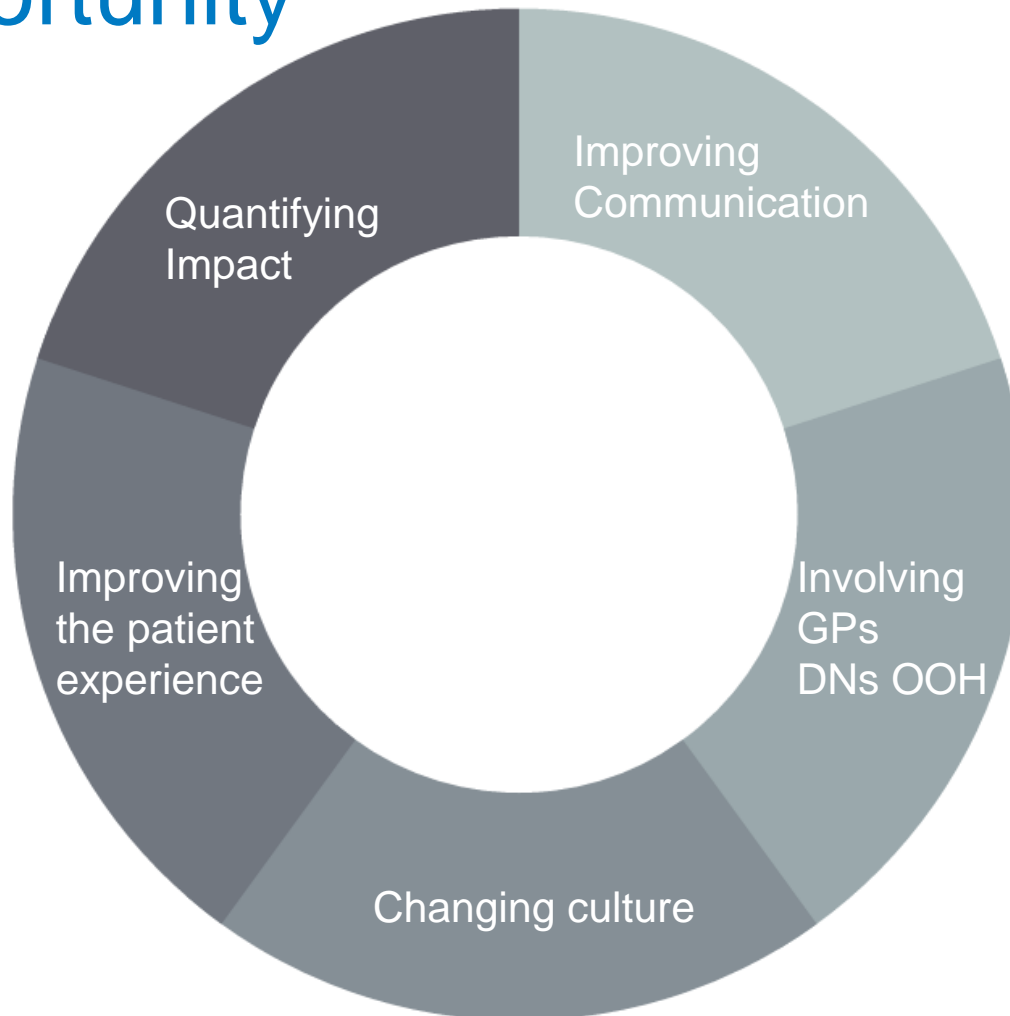 Improving
Communication
Quantifying
Impact
Improving
the patient
experience
Involving
GPs
DNs OOH
Changing culture